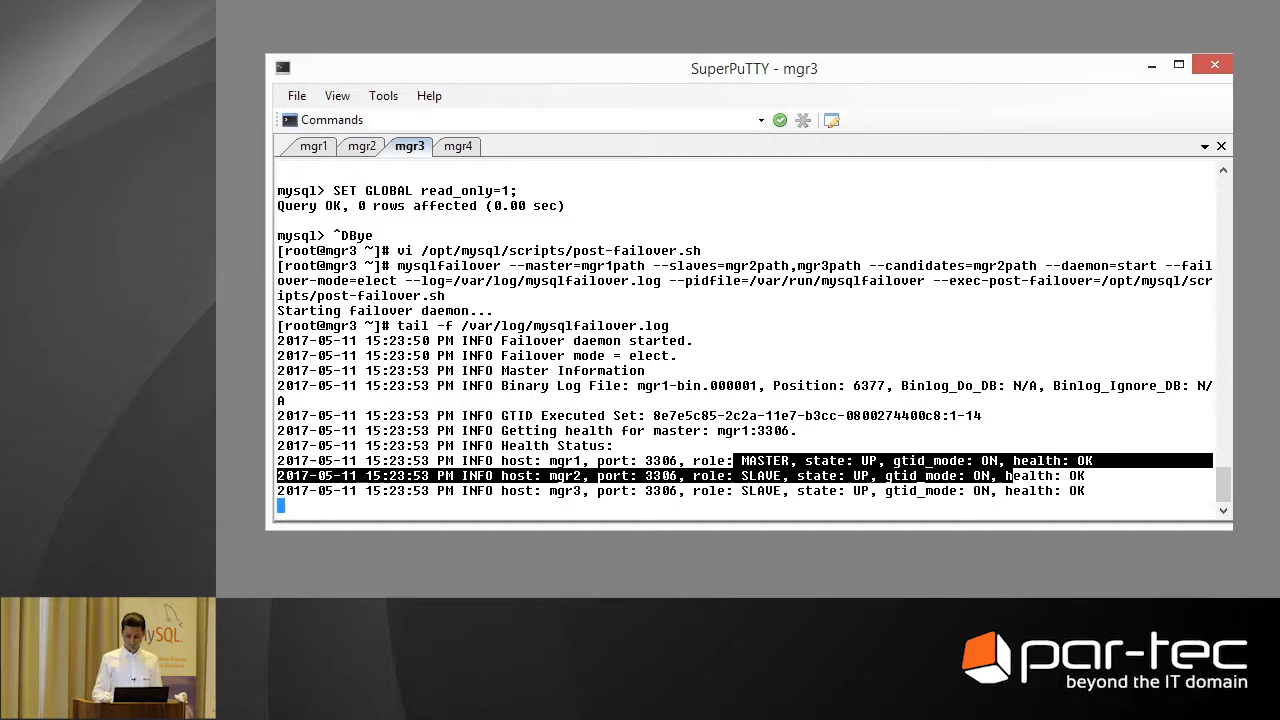 SuperPuTTY - mgr3
File View Tools Help
Commands
mgr1 mgr2 mgr3 mgr4
mysql> SET GLOBAL read_only=1;
Query OK, 0 rows affected (0.00 sec)
mysql> ^DBye
[root@mgr3 ~]# vi /opt/mysql/scripts/post-failover.sh
[root@mgr3 ~]# mysqlfailover --master=mgr1path --slaves=mgr2path,mgr3path --candidates=mgr2path --daemon=start --fail
over-mode=elect --log=/var/log/mysqlfailover.log --pidfile=/var/run/mysqlfailover --exec-post-failover=/opt/mysql/scr
ipts/post-failover.sh
Starting failover daemon...
[root@mgr3 ~]# tail -f /var/log/mysqlfailover.log
2017-05-11 15:23:50 PM INFO Failover daemon started.
2017-05-11 15:23:50 PM INFO Failover mode = elect.
2017-05-11 15:23:53 PM INFO Master Information
2017-05-11 15:23:53 PM INFO Binary Log File: mgr1-bin.000001, Position: 6377, Binlog_Do_DB: N/A, Binlog_Ignore_DB: N/
A
2017-05-11 15:23:53 PM INFO GTID Executed Set: 8e7e5c85-2c2a-11e7-b3cc-0800274400c8:1-14
2017-05-11 15:23:53 PM INFO Getting health for master: mgr1:3306.
2017-05-11 15:23:53 PM INFO Health Status:
2017-05-11 15:23:53 PM INFO host: mgr1, port: 3306, role: MASTER, state: UP, gtid_mode: ON, health: OK
2017-05-11 15:23:53 PM INFO host: mgr2, port: 3306, role: SLAVE, state: UP, gtid_mode: ON, health: OK
2017-05-11 15:23:53 PM INFO host: mgr3, port: 3306, role: SLAVE, state: UP, gtid_mode: ON, health: OK
par-tec
beyond the IT domain